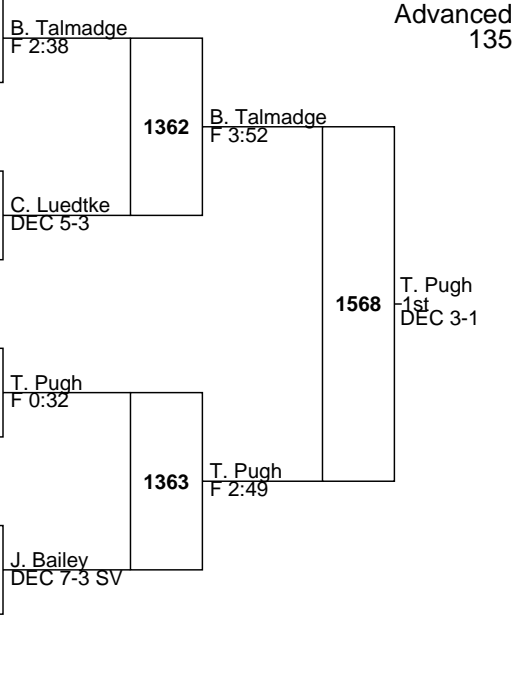 Advanced
135
B. Talmadge
F 2:38
1362
B. Talmadge
F 3:52
C. Luedtke
DEC 5-3
1568
T. Pugh
1st
DEC 3-1
T. Pugh
F 0:32
1363
T. Pugh
F 2:49
J. Bailey
DEC 7-3 SV